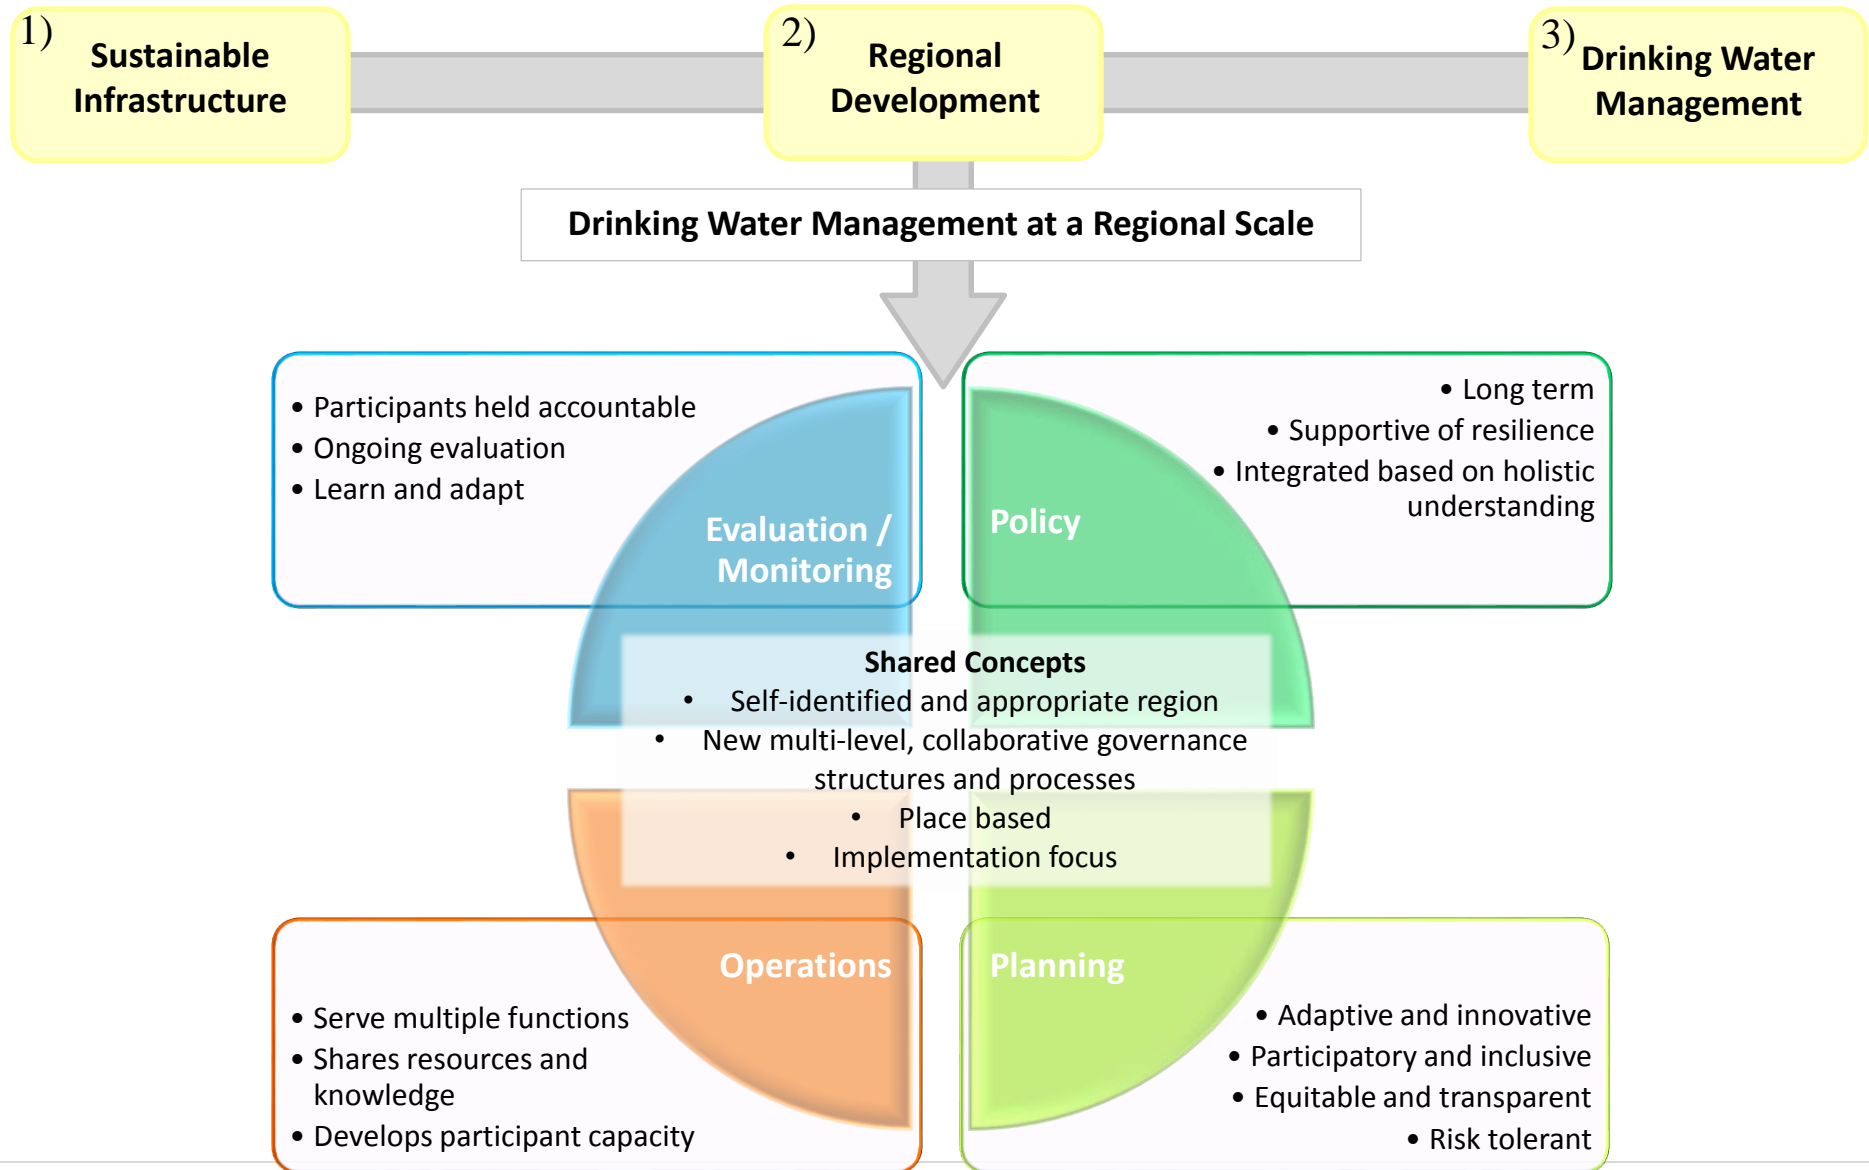 1)
Sustainable
Infrastructure
2)
Regional
Development
3)
Drinking Water
Management
Drinking Water Management at a Regional Scale
• Participants held accountable
• Ongoing evaluation
• Learn and adapt
Evaluation /
Monitoring
• Long term
• Supportive of resilience
• Integrated based on holistic
understanding
Policy
Shared Concepts
• Self-identified and appropriate region
• New multi-level, collaborative governance
structures and processes
• Place based
• Implementation focus
Operations
• Serve multiple functions
• Shares resources and
knowledge
• Develops participant capacity
Planning
• Adaptive and innovative
• Participatory and inclusive
• Equitable and transparent
• Risk tolerant